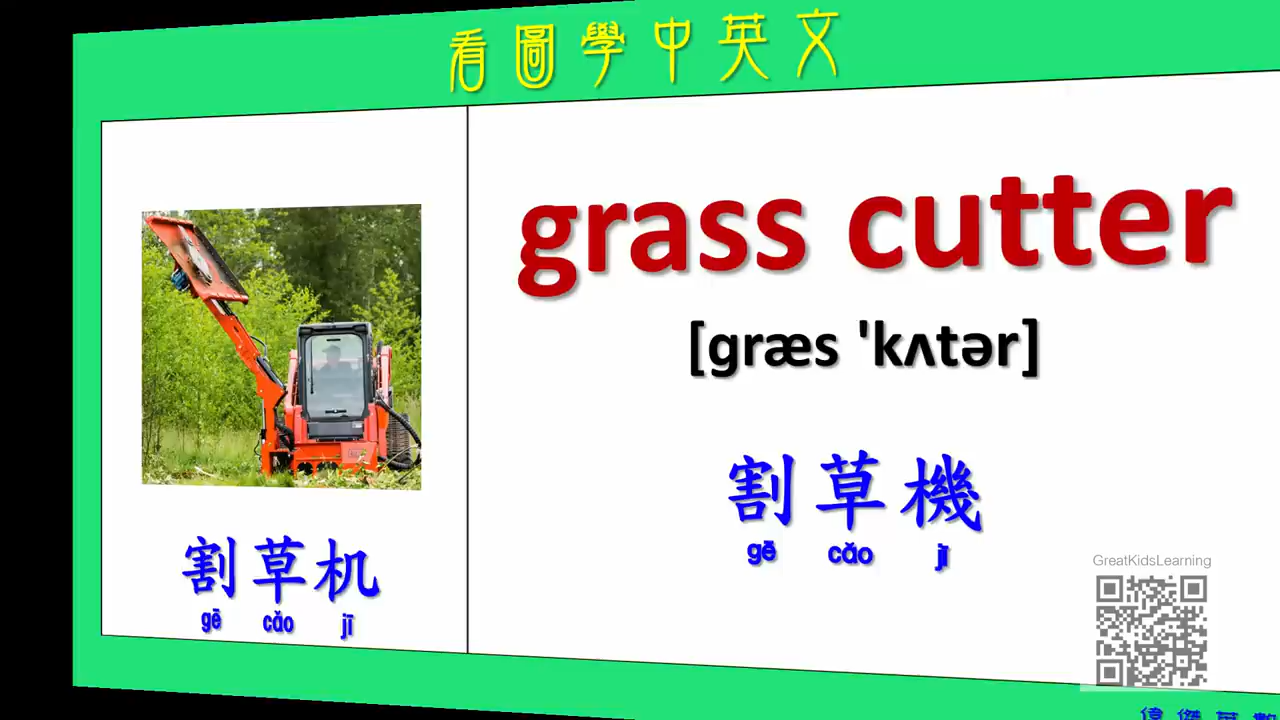 看圖學中英文
grass cutter
[græs 'kʌtər]
割草機
gē cǎo jī
割草机
gē cǎo jī
GreatKidsLearning